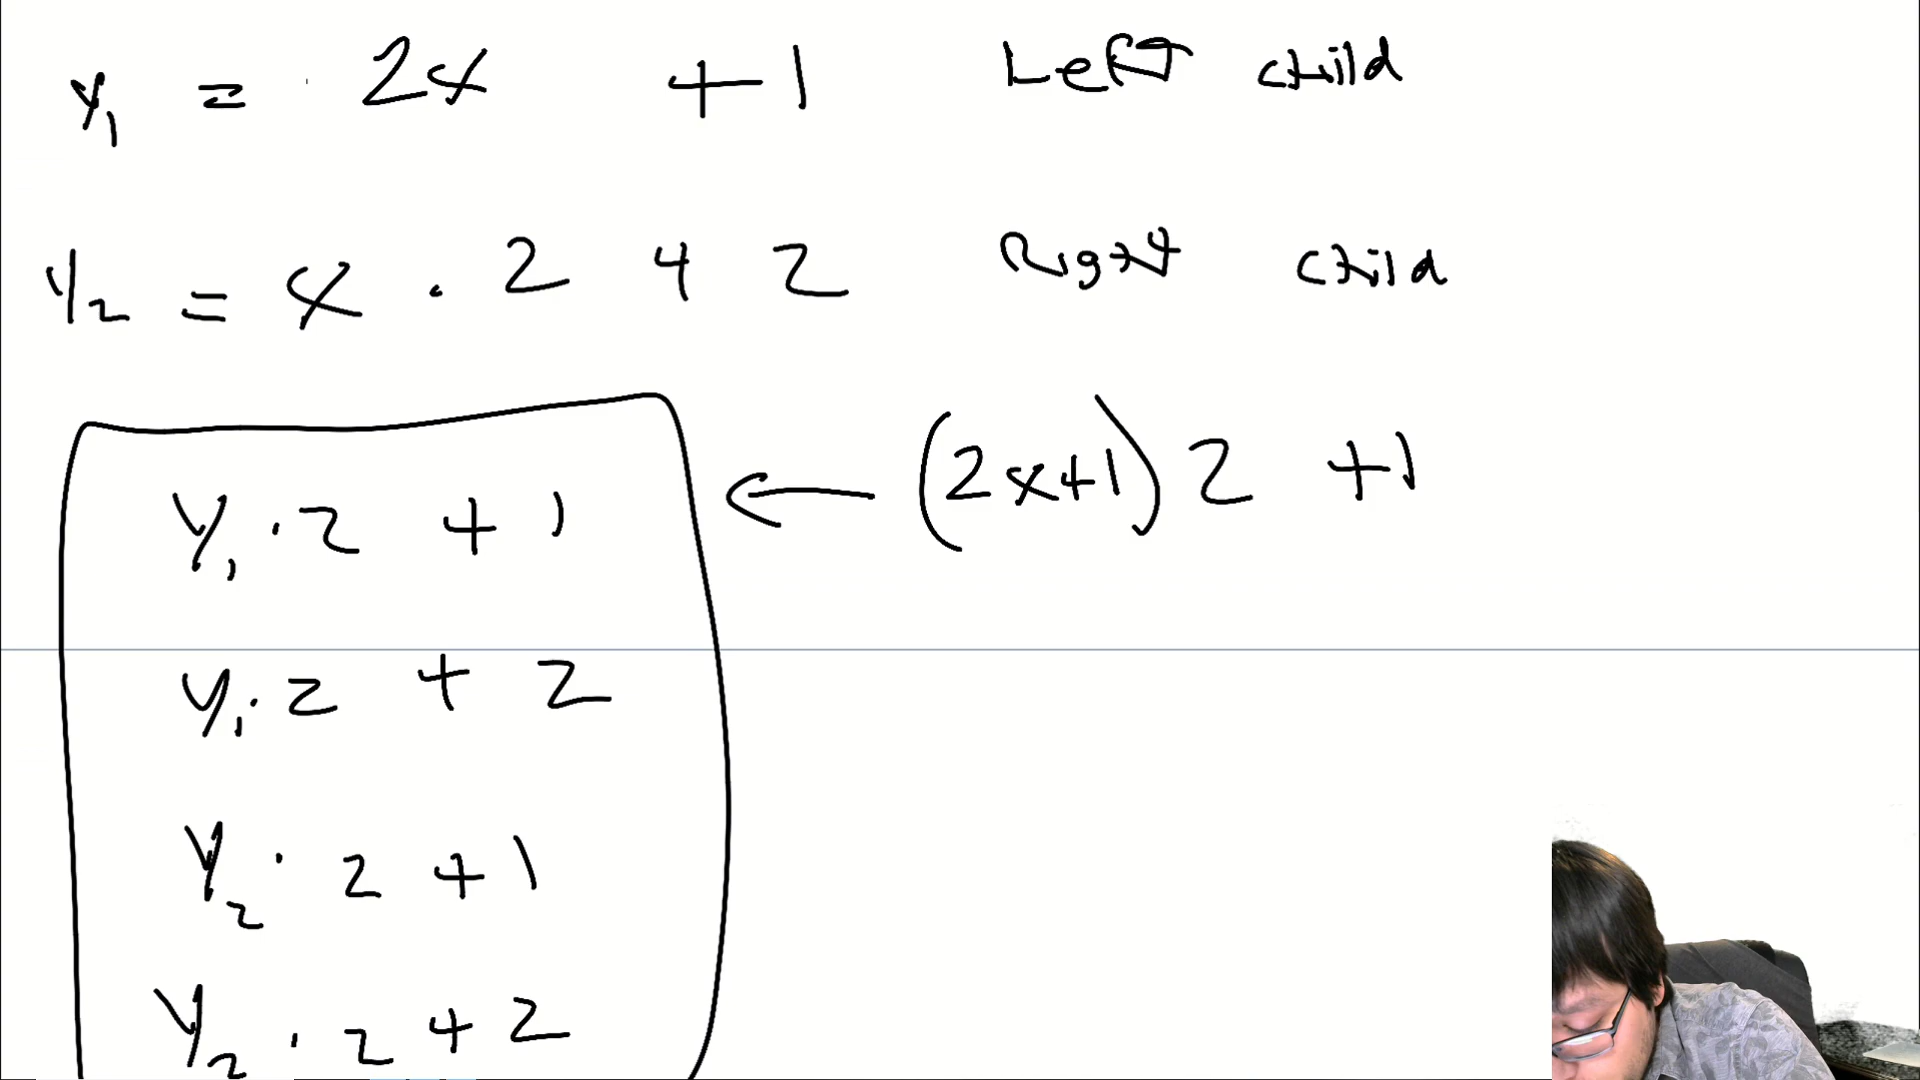 y₁ = 2x + 1 Left child
y₂ = x · 2 + 2 Right child
y₁ · 2 + 1 ← (2x+1) 2 +1
y₁ · 2 + 2
y₂ · 2 + 1
y₂ · 2 + 2